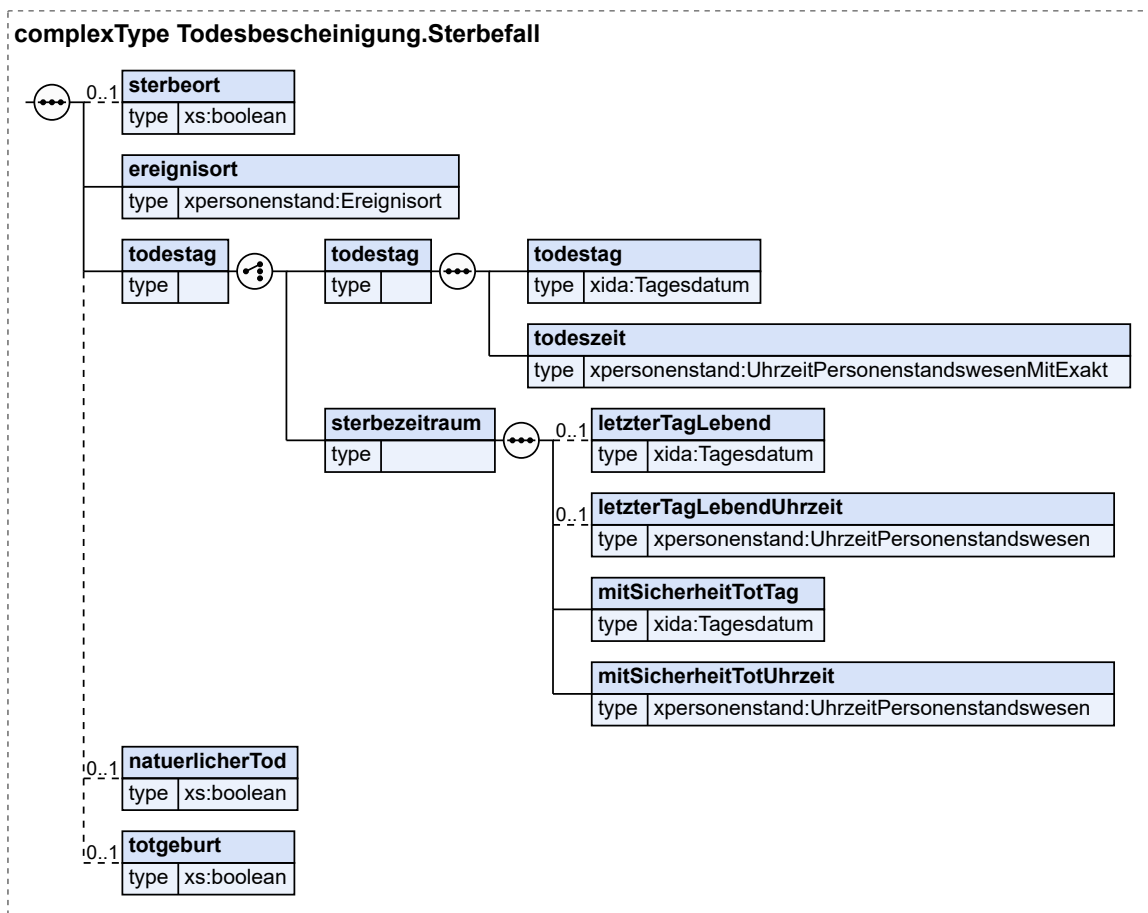 complexType Todesbescheinigung.Sterbefall
0..1
sterbeort
type xs:boolean
ereignisort
type xpersonenstand:Ereignisort
todestag
type
todestag
type
todestag
type xida:Tagesdatum
todeszeit
type xpersonenstand:UhrzeitPersonenstandswesenMitExakt
sterbezeitraum
type
0..1
letzterTagLebend
type xida:Tagesdatum
0..1
letzterTagLebendUhrzeit
type xpersonenstand:UhrzeitPersonenstandswesen
mitSicherheitTotTag
type xida:Tagesdatum
mitSicherheitTotUhrzeit
type xpersonenstand:UhrzeitPersonenstandswesen
0..1
natuerlicherTod
type xs:boolean
0..1
totgeburt
type xs:boolean